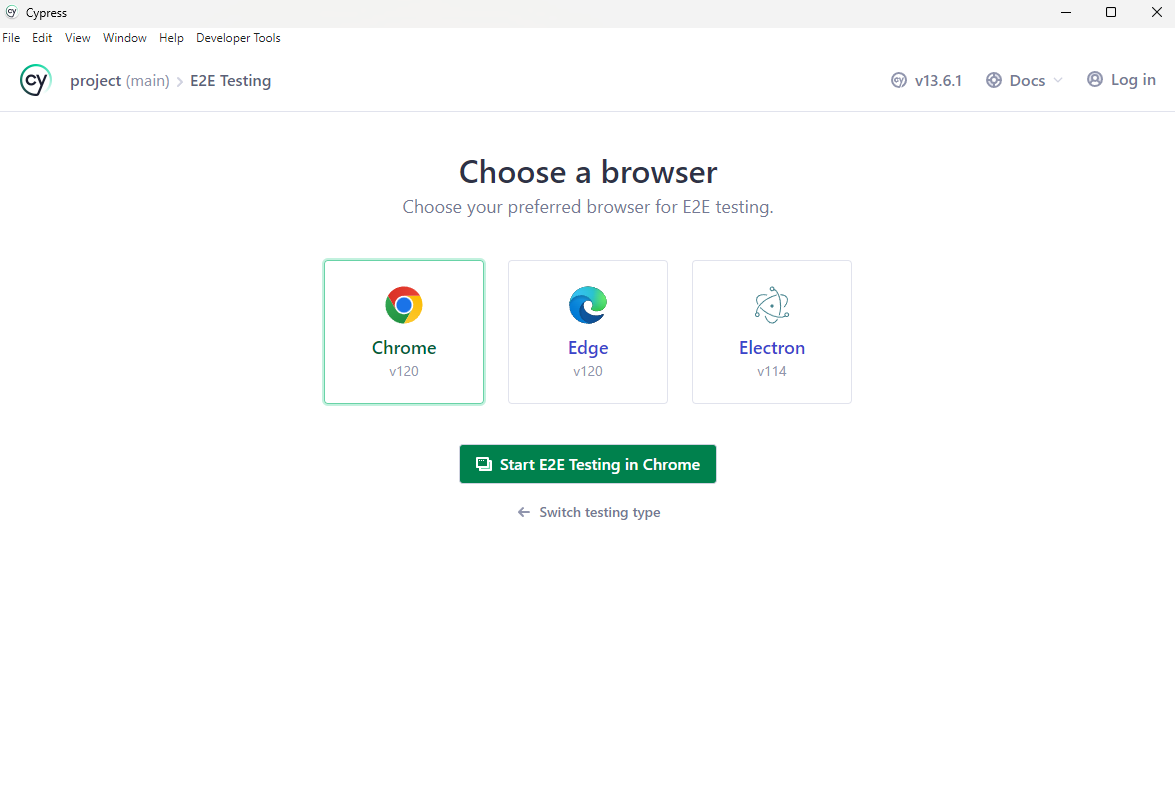 Cypress
File Edit View Window Help Developer Tools
cy project (main) > E2E Testing v13.6.1 Docs Log in
Choose a browser
Choose your preferred browser for E2E testing.
Chrome Edge Electron
v120 v120 v114
Start E2E Testing in Chrome
← Switch testing type